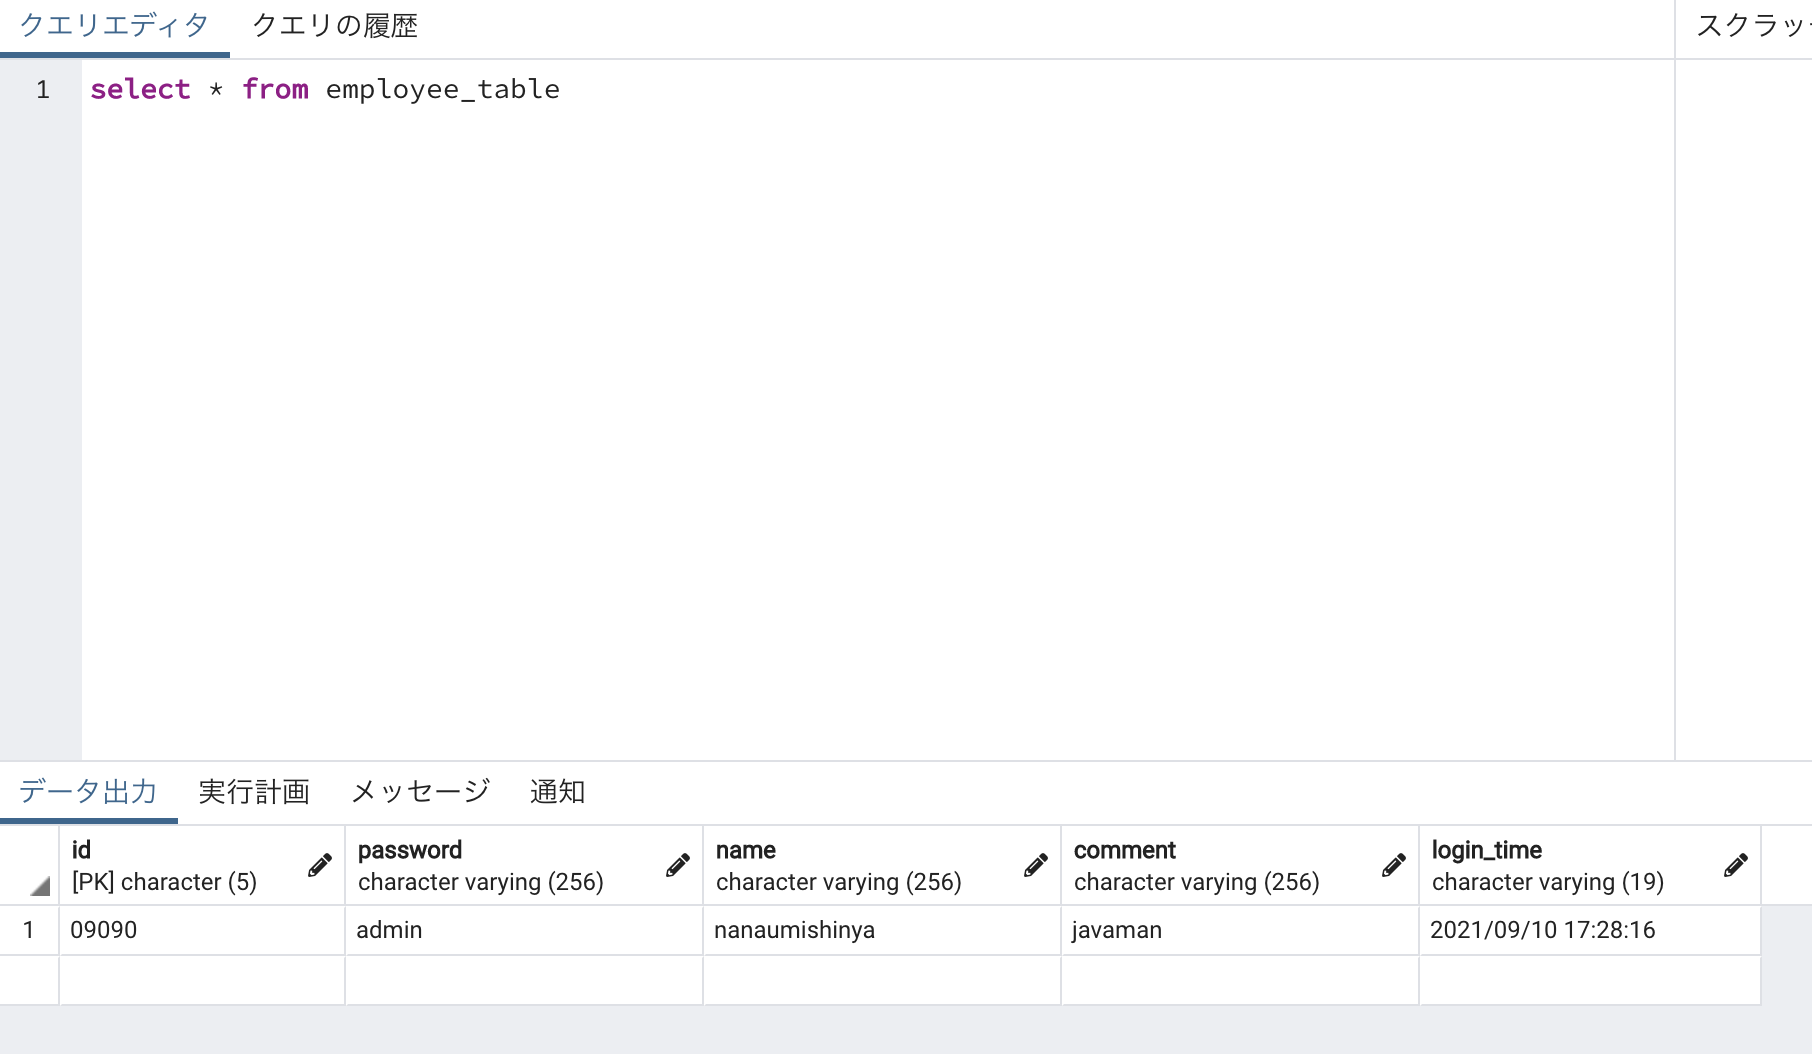 クエリエディタ クエリの履歴 スクラッ
1 select * from employee_table
データ出力 実行計画 メッセージ 通知
id password name comment login_time
[PK] character (5) character varying (256) character varying (256) character varying (256) character varying (19)
1 09090 admin nanaumishinya javaman 2021/09/10 17:28:16